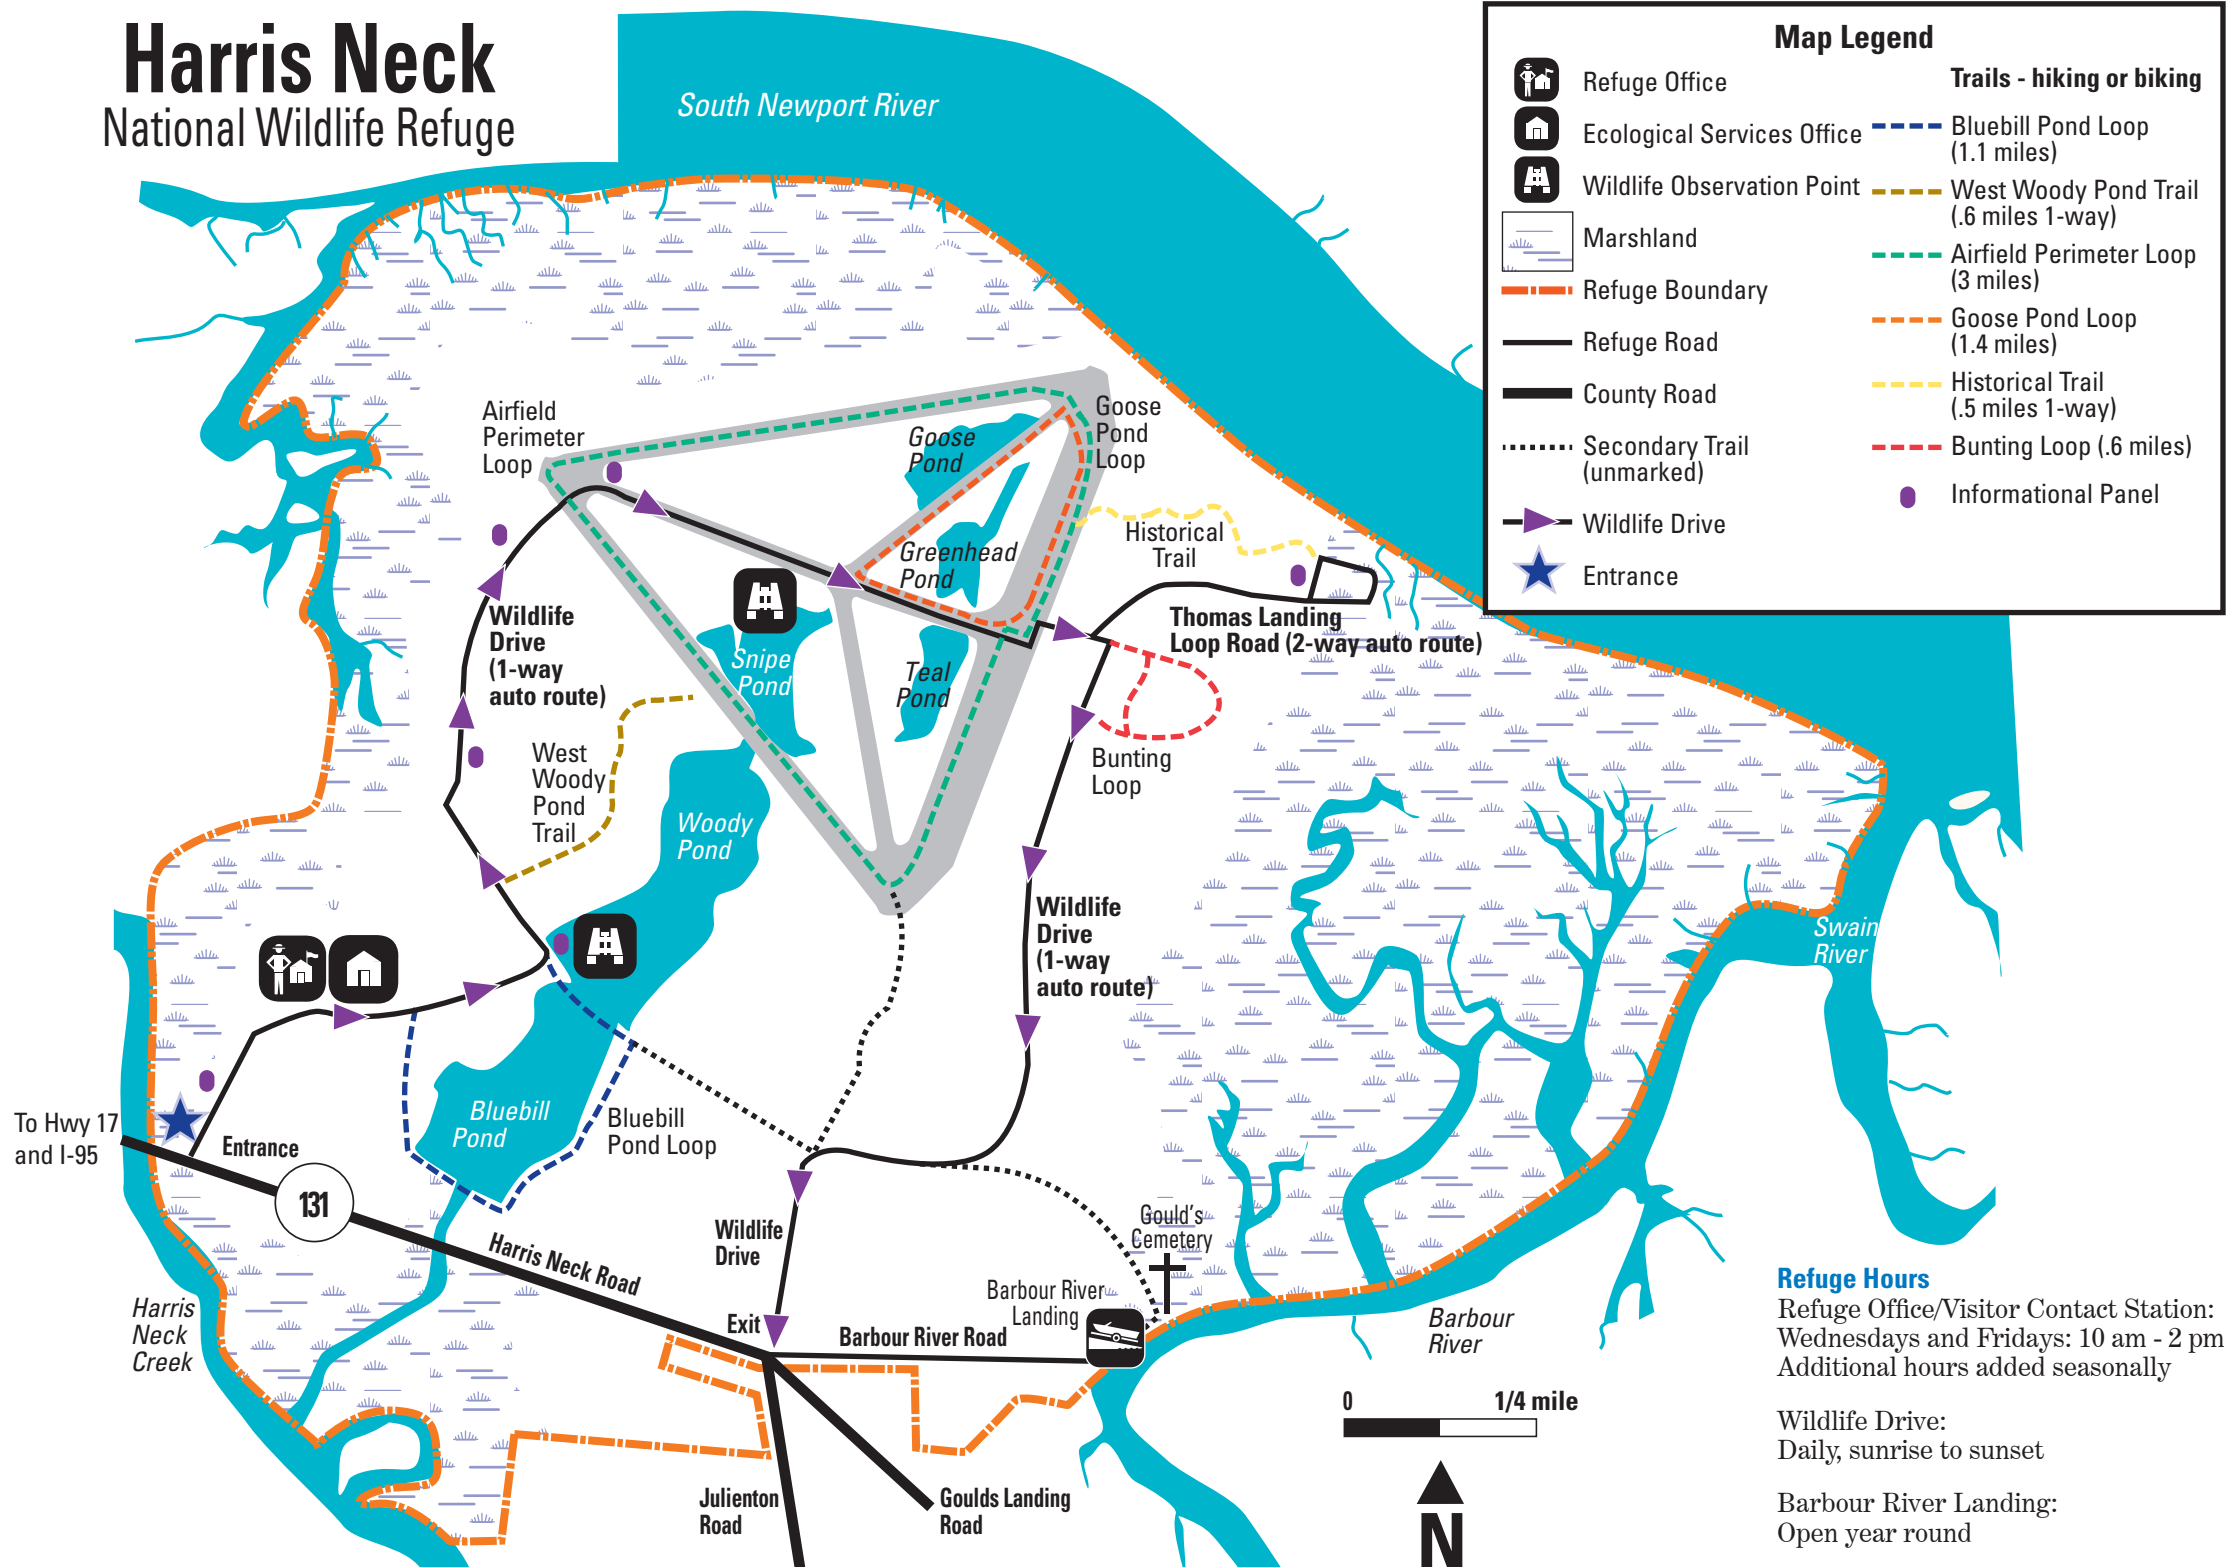 Harris Neck
National Wildlife Refuge
South Newport River
Map Legend
Refuge Office
Ecological Services Office
Wildlife Observation Point
Marshland
Refuge Boundary
Refuge Road
County Road
Secondary Trail
(unmarked)
Wildlife Drive
Entrance
Trails - hiking or biking
Bluebill Pond Loop
(1.1 miles)
West Woody Pond Trail
(.6 miles 1-way)
Airfield Perimeter Loop
(3 miles)
Goose Pond Loop
(1.4 miles)
Historical Trail
(.5 miles 1-way)
Bunting Loop (.6 miles)
Informational Panel
Airfield
Perimeter
Loop
Goose
Pond
Goose
Pond
Loop
Greenhead
Pond
Historical
Trail
Thomas Landing
Loop Road (2-way auto route)
Wildlife
Drive
(1-way
auto route)
Snipe
Pond
Teal
Pond
West
Woody
Pond
Trail
Bunting
Loop
Woody
Pond
Wildlife
Drive
(1-way
auto route)
Swain
River
Bluebill
Pond
Bluebill
Pond Loop
To Hwy 17
and I-95
Entrance
131
Harris Neck Road
Wildlife
Drive
Gould's
Cemetery
Barbour River
Landing
Exit
Barbour River Road
Barbour
River
Harris
Neck
Creek
Julienton
Road
Goulds Landing
Road
0 1/4 mile
N
Refuge Hours
Refuge Office/Visitor Contact Station:
Wednesdays and Fridays: 10 am - 2 pm
Additional hours added seasonally
Wildlife Drive:
Daily, sunrise to sunset
Barbour River Landing:
Open year round